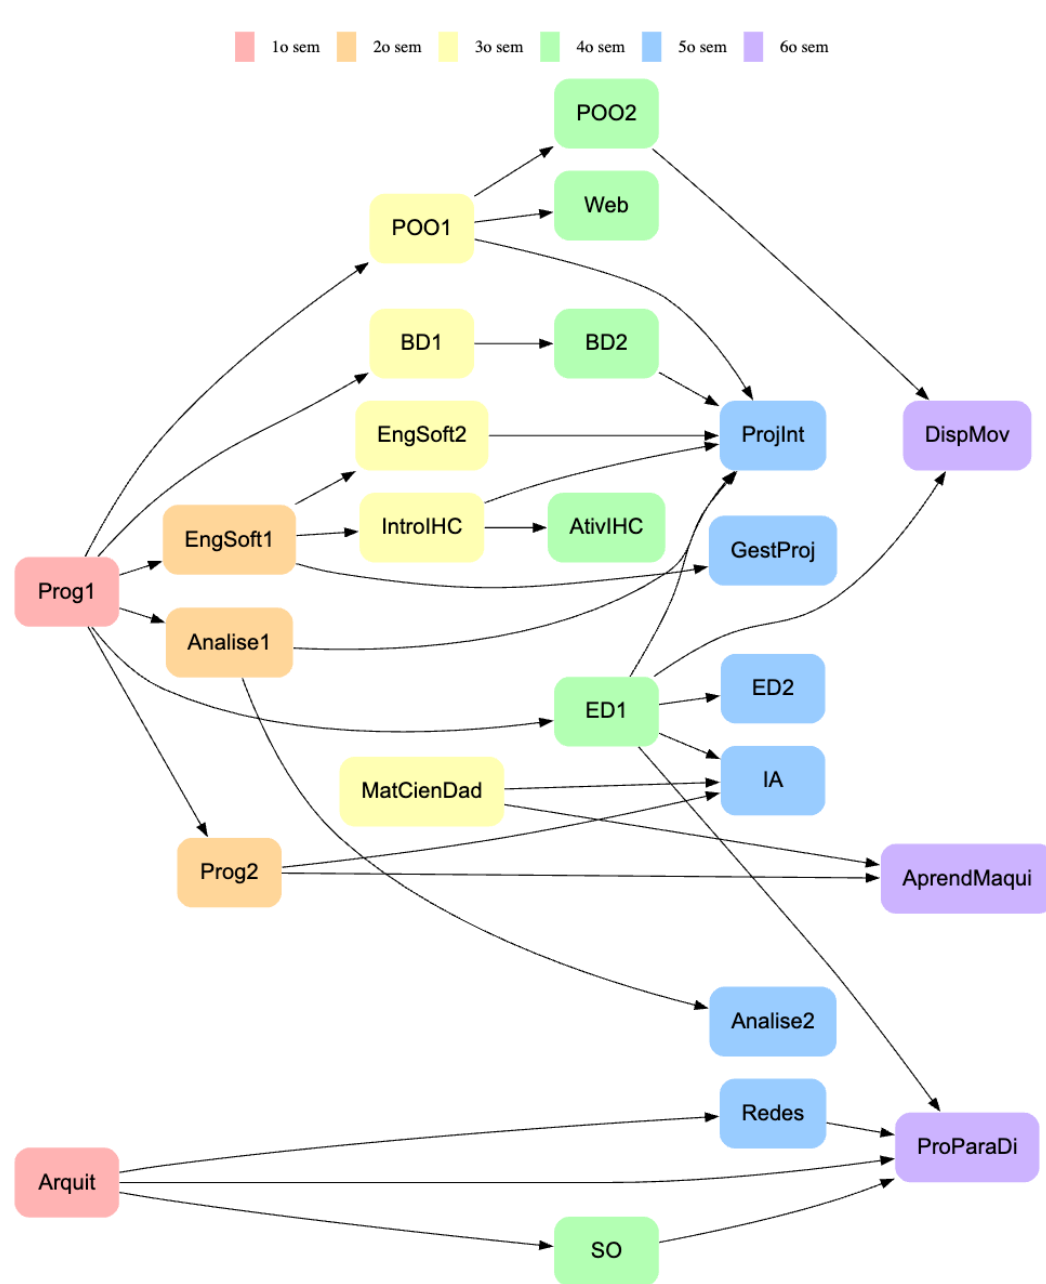 1o sem 2o sem 3o sem 4o sem 5o sem 6o sem
POO2
Web
POO1
BD1
BD2
EngSoft2
ProjInt
DispMov
EngSoft1
IntroIHC
AtivIHC
GestProj
Prog1
Analise1
ED2
ED1
IA
MatCienDad
Prog2
AprendMaqui
Analise2
Redes
ProParaDi
Arquit
SO